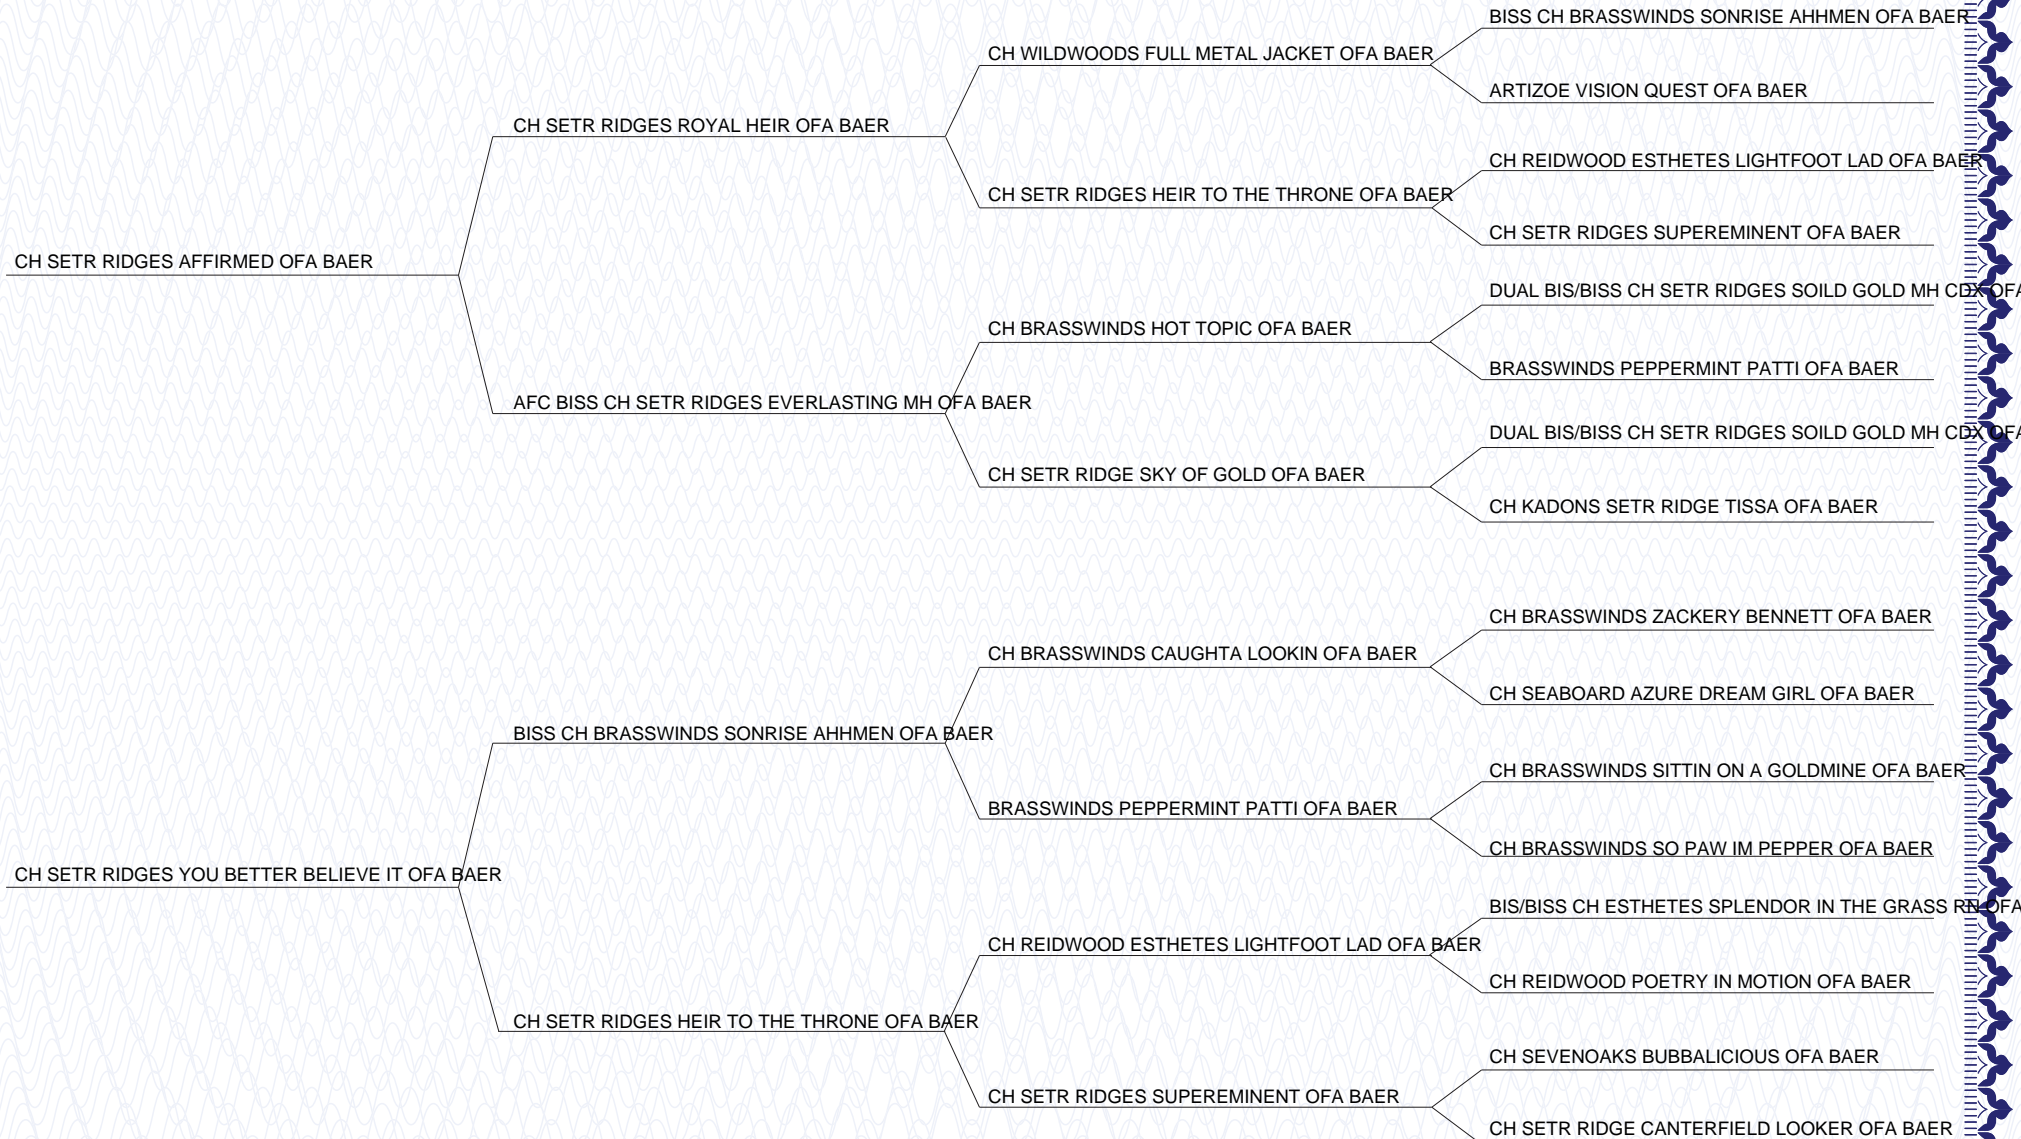 BISS CH BRASSWINDS SONRISE AHHMEN OFA BAER
CH WILDWOODS FULL METAL JACKET OFA BAER
ARTIZOE VISION QUEST OFA BAER
CH SETR RIDGES ROYAL HEIR OFA BAER
CH REIDWOOD ESTHETES LIGHTFOOT LAD OFA BAER
CH SETR RIDGES HEIR TO THE THRONE OFA BAER
CH SETR RIDGES SUPEREMINENT OFA BAER
CH SETR RIDGES AFFIRMED OFA BAER
DUAL BIS/BISS CH SETR RIDGES SOILD GOLD MH CDX OFA
CH BRASSWINDS HOT TOPIC OFA BAER
BRASSWINDS PEPPERMINT PATTI OFA BAER
AFC BISS CH SETR RIDGES EVERLASTING MH OFA BAER
DUAL BIS/BISS CH SETR RIDGES SOILD GOLD MH CDX OFA
CH SETR RIDGE SKY OF GOLD OFA BAER
CH KADONS SETR RIDGE TISSA OFA BAER
CH BRASSWINDS ZACKERY BENNETT OFA BAER
CH BRASSWINDS CAUGHTA LOOKIN OFA BAER
CH SEABOARD AZURE DREAM GIRL OFA BAER
BISS CH BRASSWINDS SONRISE AHHMEN OFA BAER
CH BRASSWINDS SITTIN ON A GOLDMINE OFA BAER
BRASSWINDS PEPPERMINT PATTI OFA BAER
CH BRASSWINDS SO PAW IM PEPPER OFA BAER
CH SETR RIDGES YOU BETTER BELIEVE IT OFA BAER
BIS/BISS CH ESTHETES SPLENDOR IN THE GRASS RN OFA
CH REIDWOOD ESTHETES LIGHTFOOT LAD OFA BAER
CH REIDWOOD POETRY IN MOTION OFA BAER
CH SETR RIDGES HEIR TO THE THRONE OFA BAER
CH SEVENOAKS BUBBALICIOUS OFA BAER
CH SETR RIDGES SUPEREMINENT OFA BAER
CH SETR RIDGE CANTERFIELD LOOKER OFA BAER